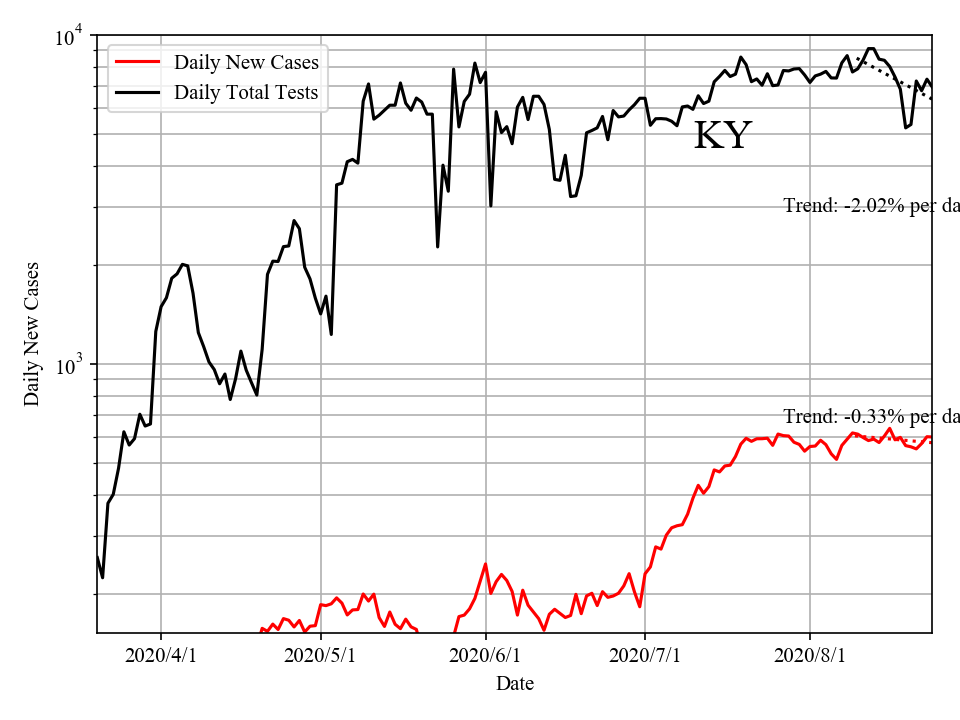 10^4
Daily New Cases
Daily Total Tests
KY
Trend: -2.02% per da
10^3
Trend: -0.33% per da
Daily New Cases
2020/4/1
2020/5/1
2020/6/1
2020/7/1
2020/8/1
Date